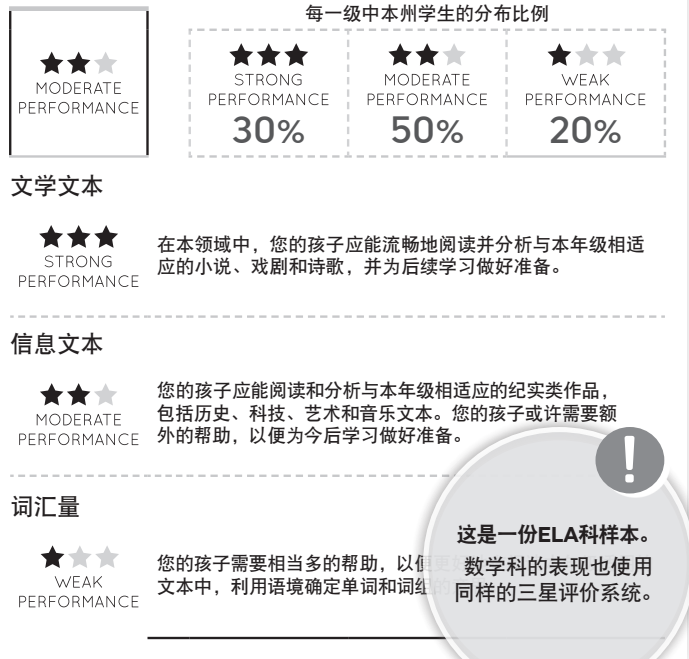 每一级中本州学生的分布比例
MODERATE
PERFORMANCE
STRONG
PERFORMANCE
30%
MODERATE
PERFORMANCE
50%
WEAK
PERFORMANCE
20%
文学文本
STRONG
PERFORMANCE
在本领域中，您的孩子应能流畅地阅读并分析与本年级相适
应的小说、戏剧和诗歌，并为后续学习做好准备。
信息文本
MODERATE
PERFORMANCE
您的孩子应能阅读和分析与本年级相适应的纪实类作品，
包括历史、科技、艺术和音乐文本。您的孩子或许需要额
外的帮助，以便为今后学习做好准备。
词汇量
WEAK
PERFORMANCE
您的孩子需要相当多的帮助，以便更好
文本中，利用语境确定单词和词组的
!
这是一份ELA科样本。
数学科的表现也使用
同样的三星评价系统。